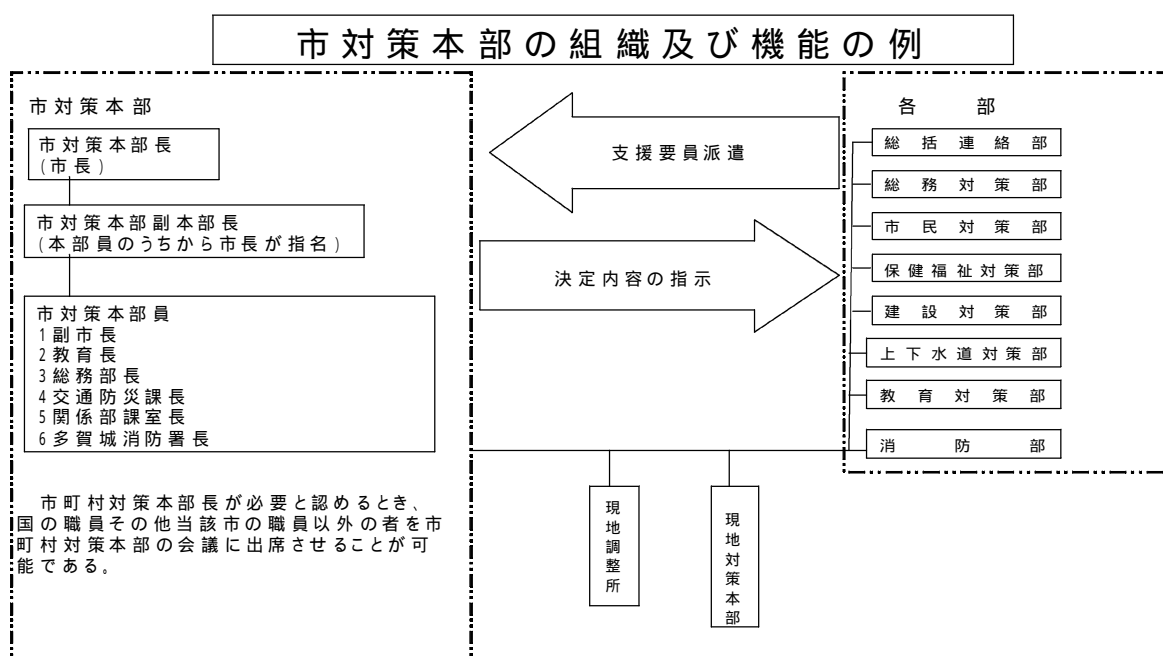 市対策本部の組織及び機能の例
市対策本部
市対策本部長
(市長)
市対策本部副本部長
(本部員のうちから市長が指名)
市対策本部員
1副市長
2教育長
3総務部長
4交通防災課長
5関係部課室長
6多賀城消防署長
市町村対策本部長が必要と認めるとき、
国の職員その他当該市の職員以外の者を市
町村対策本部の会議に出席させることが可
能である。
支援要員派遣
決定内容の指示
現地調整所
現地対策本部
各部
総括連絡部
総務対策部
市民対策部
保健福祉対策部
建設対策部
上下水道対策部
教育対策部
消防部